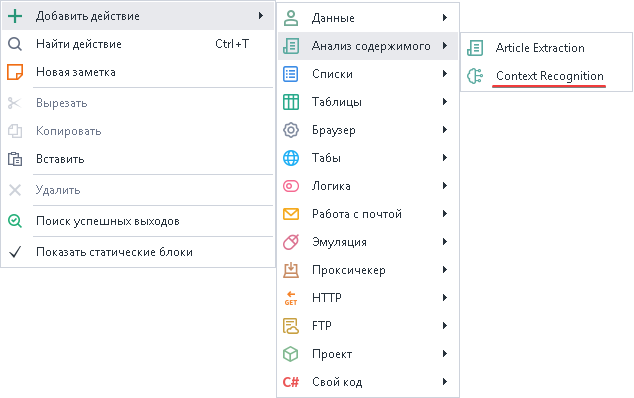 Добавить действие
Найти действие Ctrl+T
Новая заметка
Вырезать
Копировать
Вставить
Удалить
Поиск успешных выходов
Показать статические блоки
Данные
Анализ содержимого
Списки
Таблицы
Браузер
Табы
Логика
Работа с почтой
Эмуляция
Проксичекер
GET HTTP
FTP
Проект
C# Свой код
Article Extraction
Context Recognition